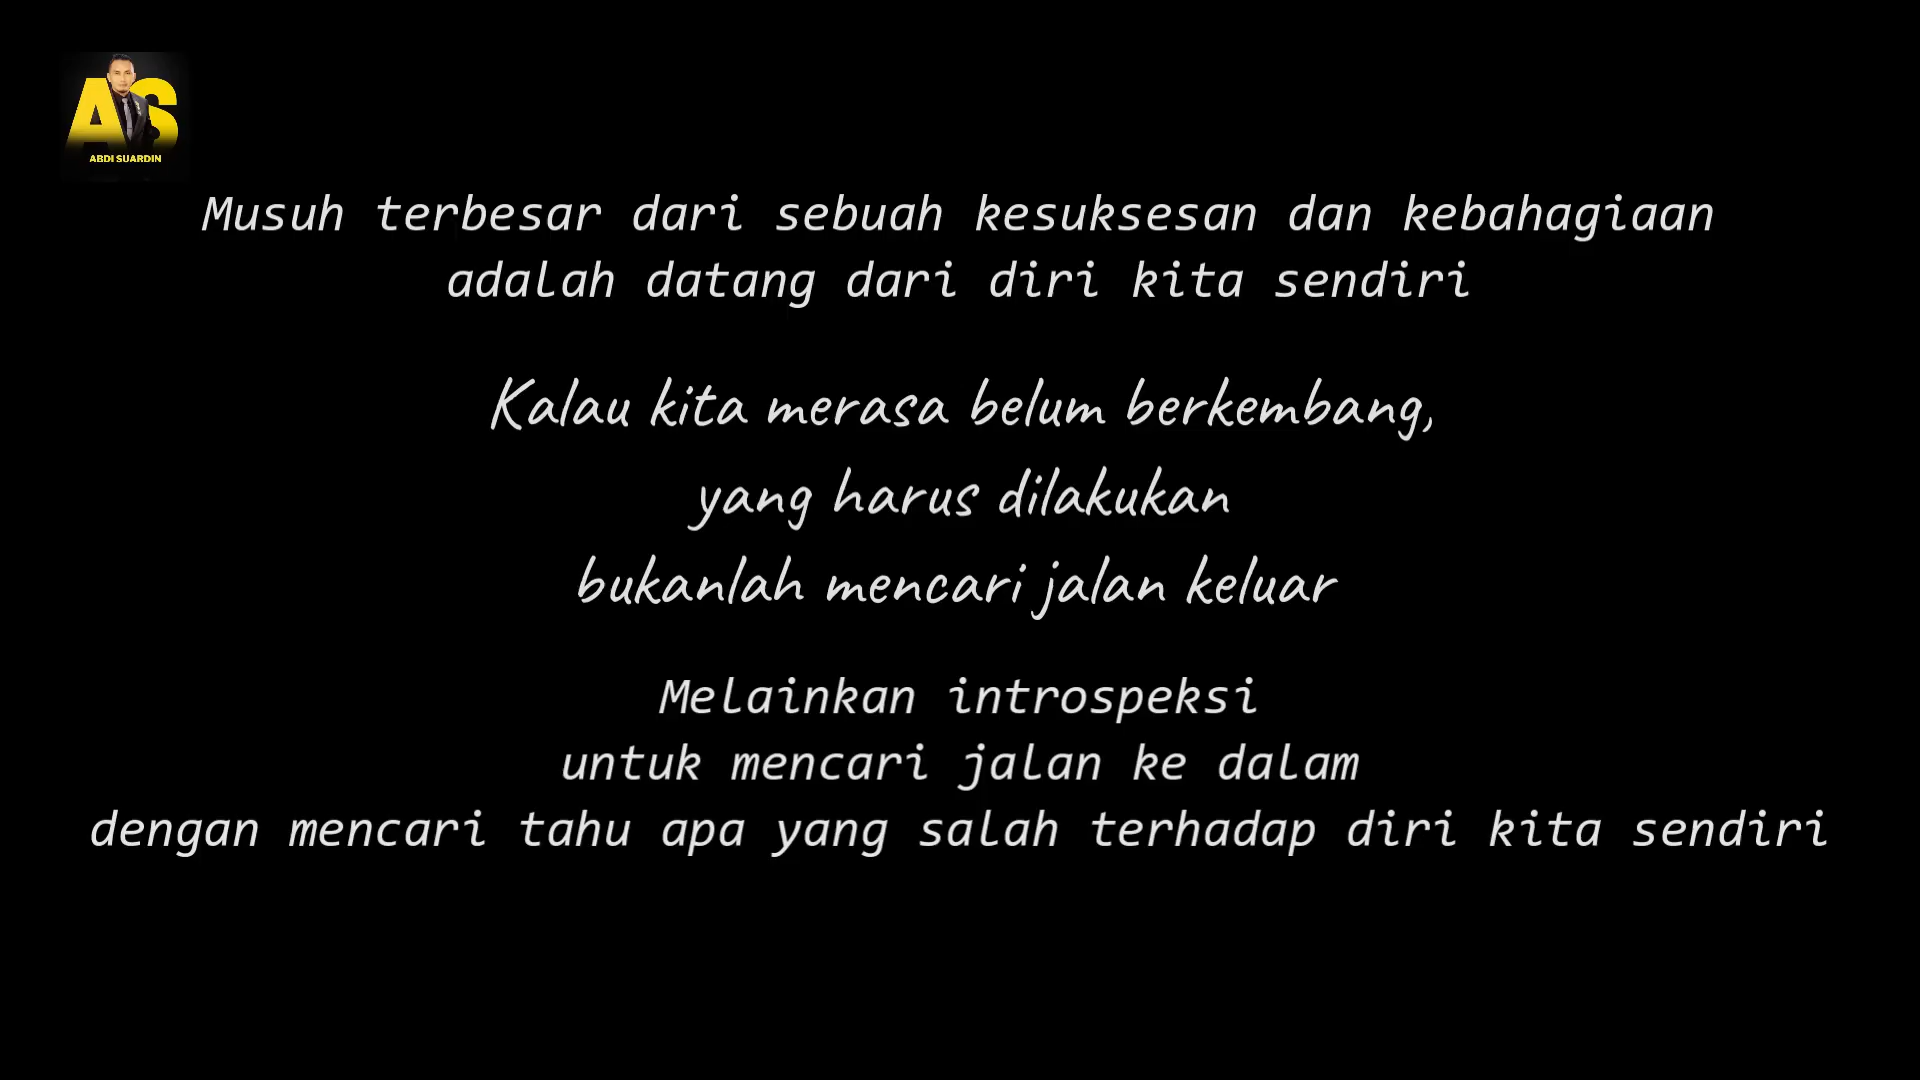 AS
ABDI SUARDIN
Musuh terbesar dari sebuah kesuksesan dan kebahagiaan
adalah datang dari diri kita sendiri
Kalau kita merasa belum berkembang,
yang harus dilakukan
bukanlah mencari jalan keluar
Melainkan introspeksi
untuk mencari jalan ke dalam
dengan mencari tahu apa yang salah terhadap diri kita sendiri